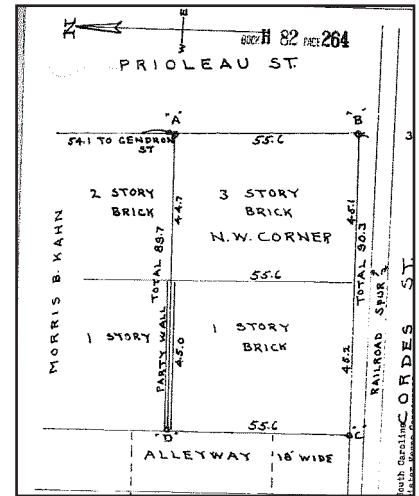 N
E
W
BOOK H 82 PAGE 264
PRIOLEAU ST.
"A"
'B'
54.1 TO GENDRON
ST
55.6
3
2 STORY
BRICK
3 STORY
BRICK
N.W. CORNER
44.7
45.1
TOTAL 89.7
TOTAL 90.3
MORRIS B. KAHN
55.6
1 STORY
1 STORY
BRICK
PARTY WALL
45.0
45.2
RAILROAD SPUR
CORDES ST.
55.6
"D"
ALLEYWAY 18' WIDE
outh Carolina